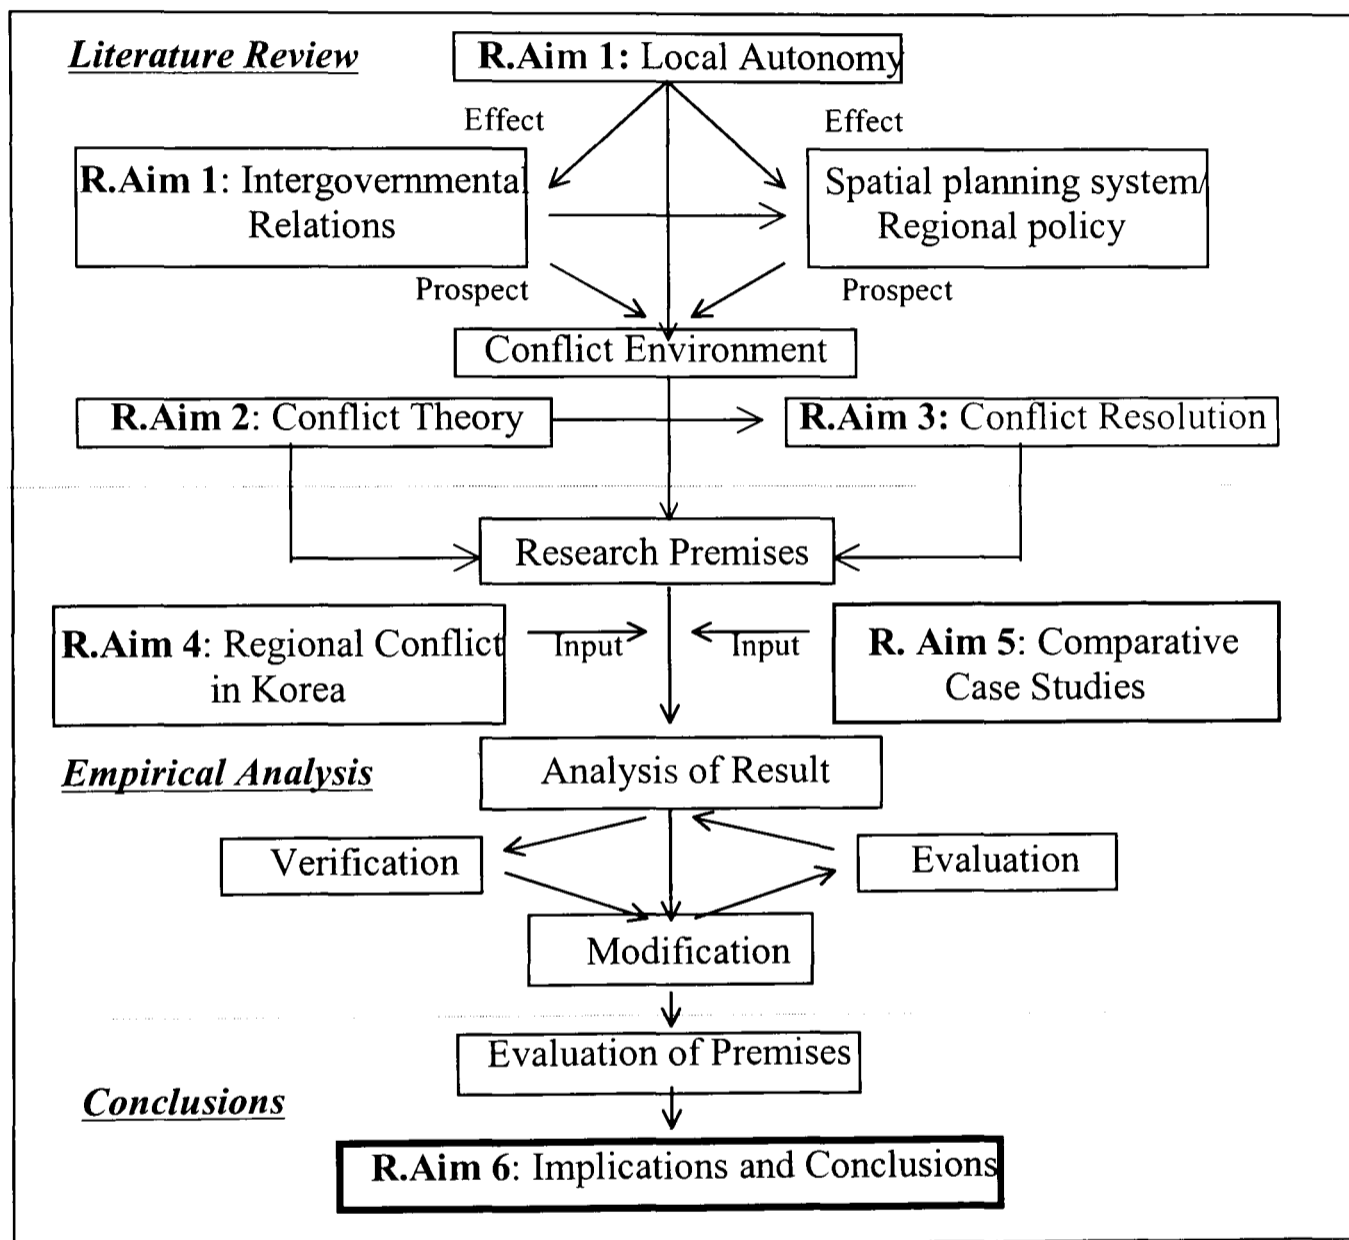 Literature Review
R.Aim 1: Local Autonomy
Effect
Effect
R.Aim 1: Intergovernmental
Relations
Spatial planning system/
Regional policy
Prospect
Prospect
Conflict Environment
R.Aim 2: Conflict Theory
R.Aim 3: Conflict Resolution
Research Premises
R.Aim 4: Regional Conflict
in Korea
Input
Input
R. Aim 5: Comparative
Case Studies
Empirical Analysis
Analysis of Result
Verification
Evaluation
Modification
Evaluation of Premises
Conclusions
R.Aim 6: Implications and Conclusions